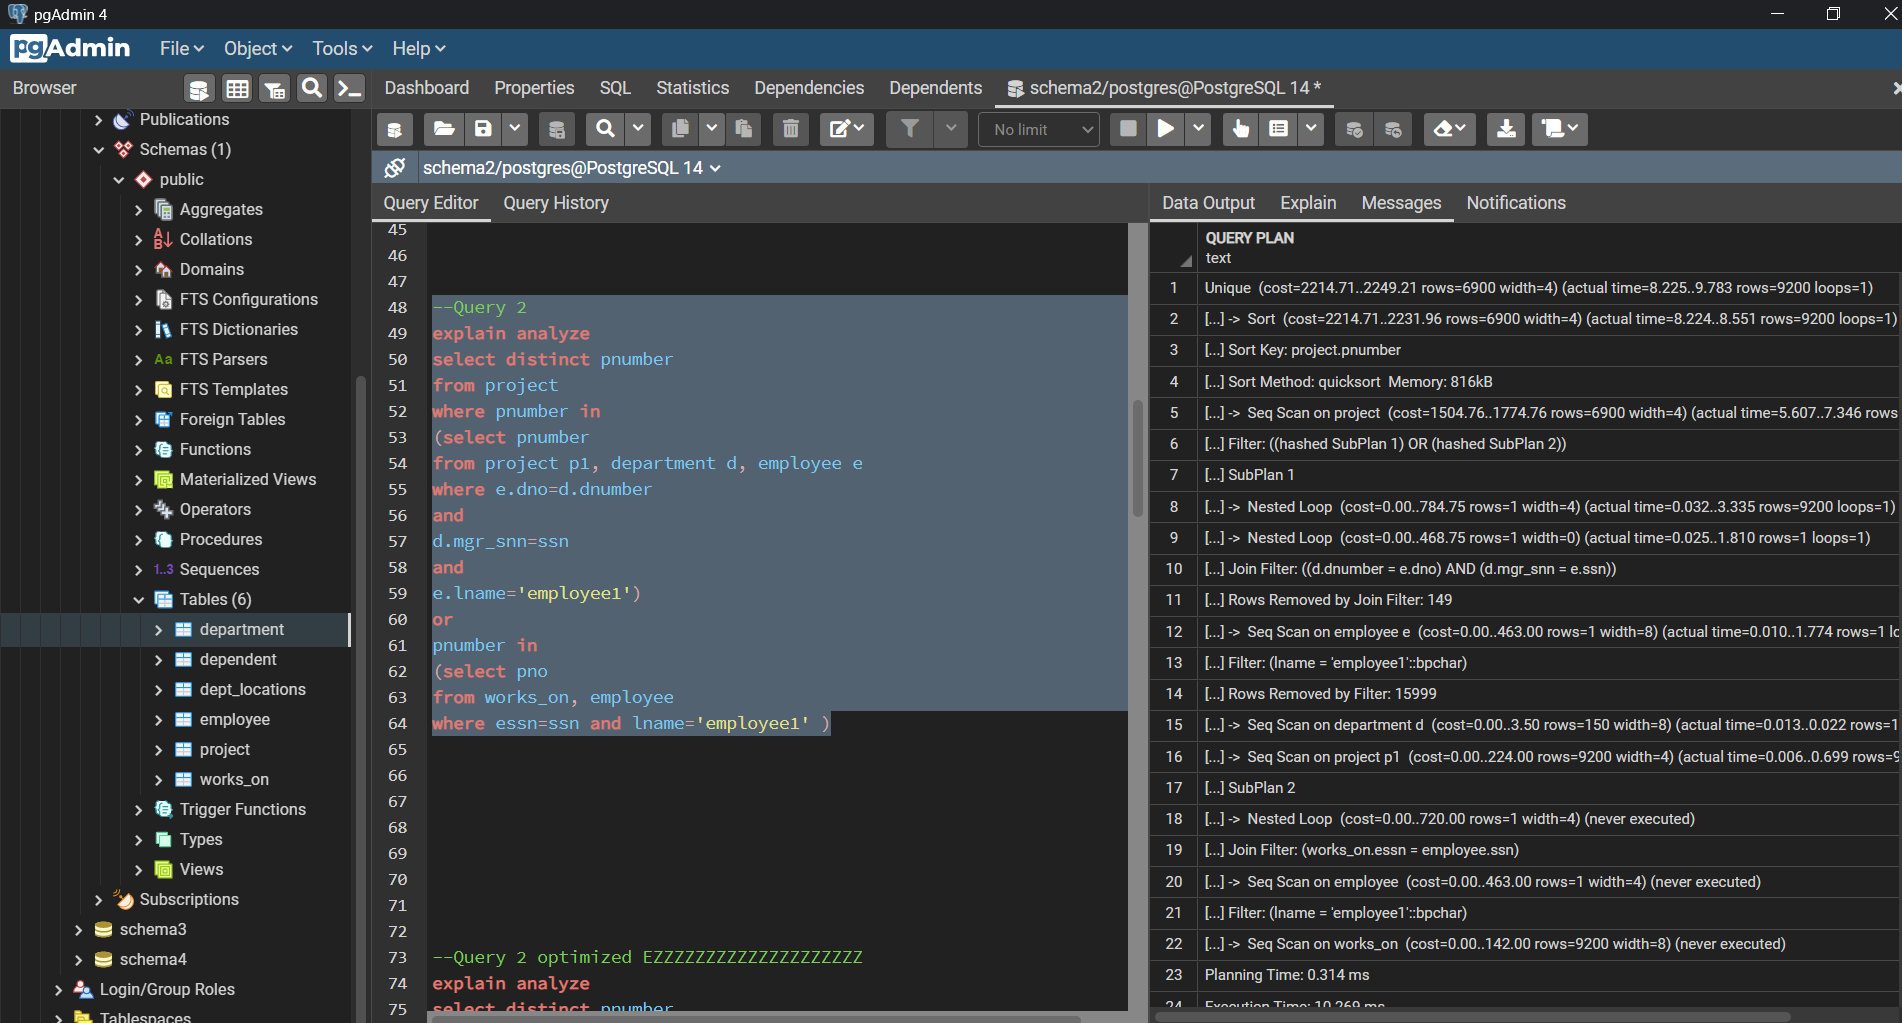 pgAdmin 4
pgAdmin File Object Tools Help
Browser
Dashboard Properties SQL Statistics Dependencies Dependents schema2/postgres@PostgreSQL 14 *
No limit
schema2/postgres@PostgreSQL 14
Publications
Schemas (1)
public
Aggregates
Collations
Domains
FTS Configurations
FTS Dictionaries
Aa FTS Parsers
FTS Templates
Foreign Tables
Functions
Materialized Views
Operators
Procedures
1..3 Sequences
Tables (6)
department
dependent
dept_locations
employee
project
works_on
Trigger Functions
Types
Views
Subscriptions
schema3
schema4
Login/Group Roles
Tablespaces
Query Editor Query History
45
46
47
48 --Query 2
49 explain analyze
50 select distinct pnumber
51 from project
52 where pnumber in
53 (select pnumber
54 from project p1, department d, employee e
55 where e.dno=d.dnumber
56 and
57 d.mgr_snn=ssn
58 and
59 e.lname='employee1')
60 or
61 pnumber in
62 (select pno
63 from works_on, employee
64 where essn=ssn and lname='employee1' )
65
66
67
68
69
70
71
72
73 --Query 2 optimized EZZZZZZZZZZZZZZZZZZZZ
74 explain analyze
75 select distinct pnumber
Data Output Explain Messages Notifications
QUERY PLAN
text
1 Unique (cost=2214.71..2249.21 rows=6900 width=4) (actual time=8.225..9.783 rows=9200 loops=1)
2 [...] -> Sort (cost=2214.71..2231.96 rows=6900 width=4) (actual time=8.224..8.551 rows=9200 loops=1)
3 [...] Sort Key: project.pnumber
4 [...] Sort Method: quicksort Memory: 816kB
5 [...] -> Seq Scan on project (cost=1504.76..1774.76 rows=6900 width=4) (actual time=5.607..7.346 rows
6 [...] Filter: ((hashed SubPlan 1) OR (hashed SubPlan 2))
7 [...] SubPlan 1
8 [...] -> Nested Loop (cost=0.00..784.75 rows=1 width=4) (actual time=0.032..3.335 rows=9200 loops=1)
9 [...] -> Nested Loop (cost=0.00..468.75 rows=1 width=0) (actual time=0.025..1.810 rows=1 loops=1)
10 [...] Join Filter: ((d.dnumber = e.dno) AND (d.mgr_snn = e.ssn))
11 [...] Rows Removed by Join Filter: 149
12 [...] -> Seq Scan on employee e (cost=0.00..463.00 rows=1 width=8) (actual time=0.010..1.774 rows=1 lo
13 [...] Filter: (lname = 'employee1'::bpchar)
14 [...] Rows Removed by Filter: 15999
15 [...] -> Seq Scan on department d (cost=0.00..3.50 rows=150 width=8) (actual time=0.013..0.022 rows=1
16 [...] -> Seq Scan on project p1 (cost=0.00..224.00 rows=9200 width=4) (actual time=0.006..0.699 rows=9
17 [...] SubPlan 2
18 [...] -> Nested Loop (cost=0.00..720.00 rows=1 width=4) (never executed)
19 [...] Join Filter: (works_on.essn = employee.ssn)
20 [...] -> Seq Scan on employee (cost=0.00..463.00 rows=1 width=4) (never executed)
21 [...] Filter: (lname = 'employee1'::bpchar)
22 [...] -> Seq Scan on works_on (cost=0.00..142.00 rows=9200 width=8) (never executed)
23 Planning Time: 0.314 ms
24 Execution Time: 10.269 ms